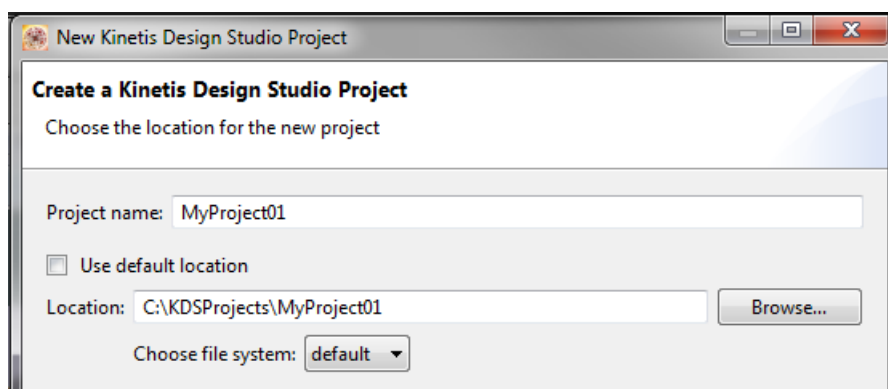 New Kinetis Design Studio Project
Create a Kinetis Design Studio Project
Choose the location for the new project
Project name: MyProject01
Use default location
Location: C:\KDSProjects\MyProject01 Browse...
Choose file system: default